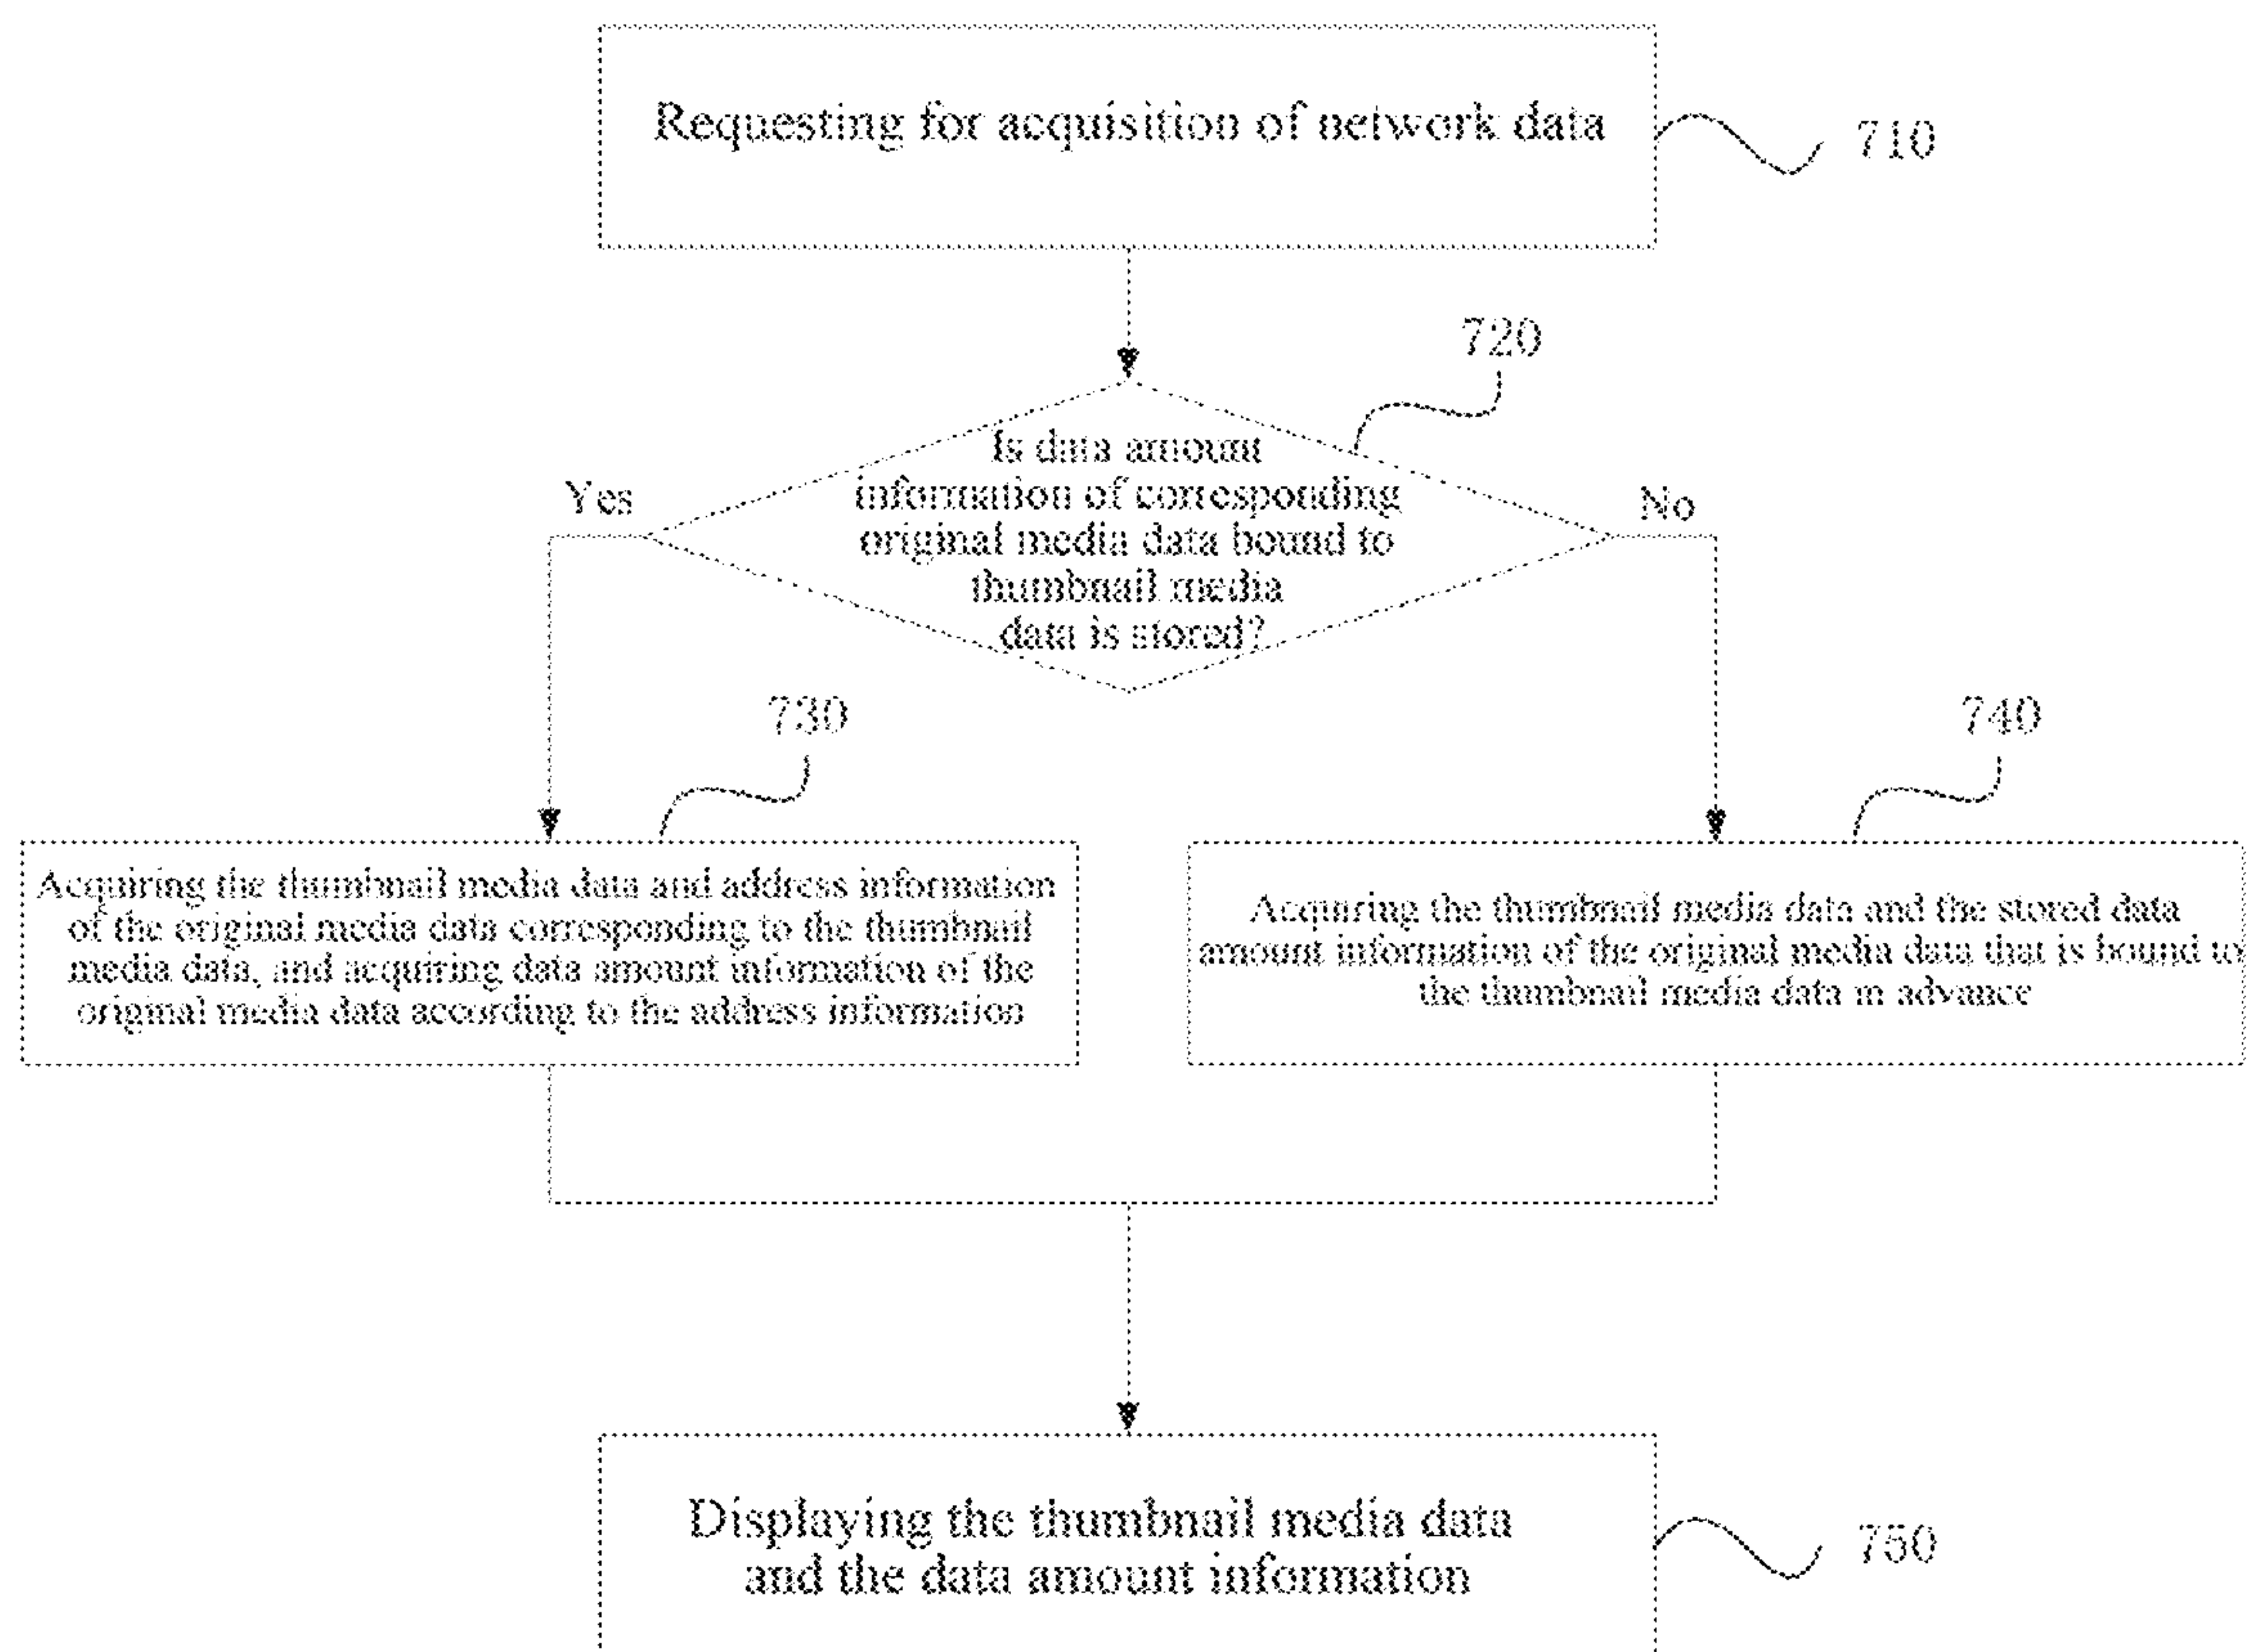 Requesting for acquisition of network data
710
720
Is data amount
information of corresponding
original media data bound to
thumbnail media
data is stored?
Yes
No
730
740
Acquiring the thumbnail media data and address information
of the original media data corresponding to the thumbnail
media data, and acquiring data amount information of the
original media data according to the address information
Acquiring the thumbnail media data and the stored data
amount information of the original media data that is bound to
the thumbnail media data in advance
Displaying the thumbnail media data
and the data amount information
750